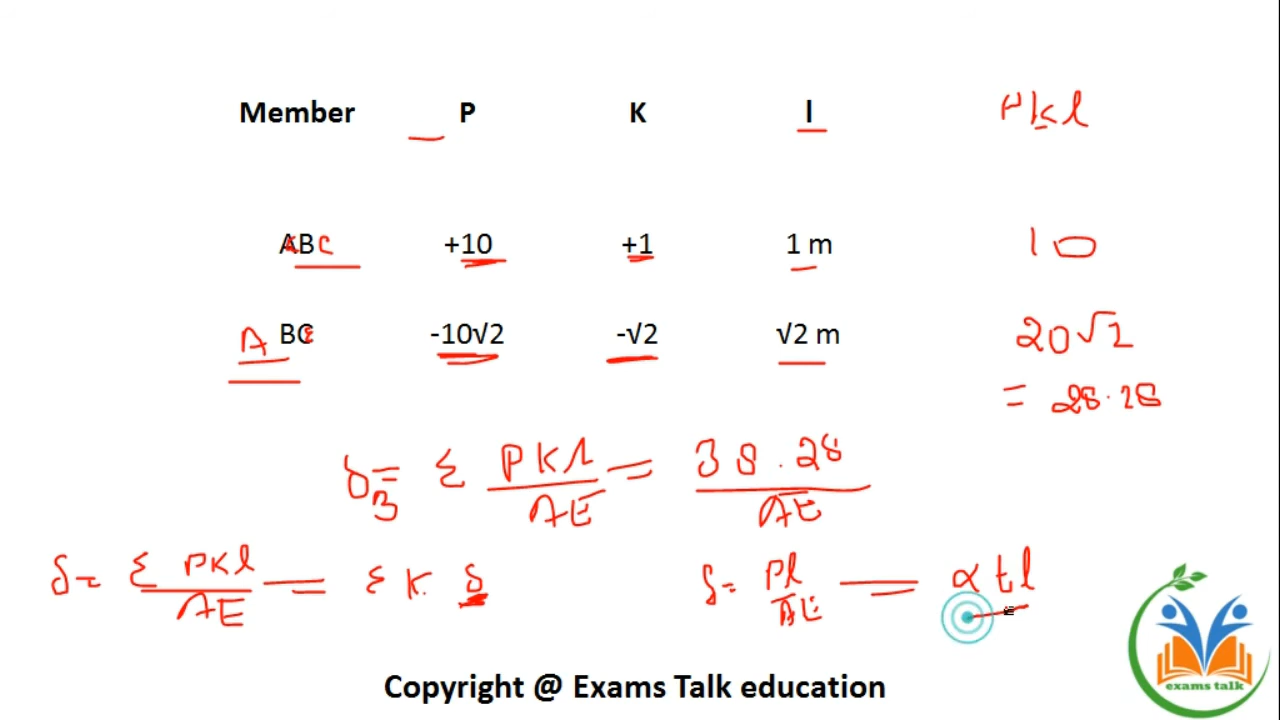 Member P K l PKl
ABC +10 +1 1 m 10
A BC -10√2 -√2 √2 m 20√2
= 28.28
δB = Σ PKl/AE = 38.28/AE
δ = Σ PKl/AE = Σ K. δ δ = Pl/AE = αtl
Copyright @ Exams Talk education
exams talk